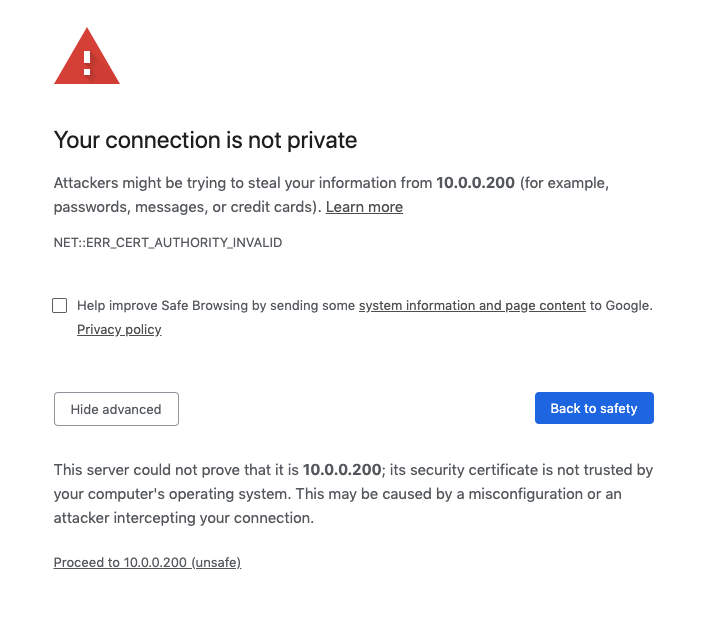 Your connection is not private
Attackers might be trying to steal your information from 10.0.0.200 (for example,
passwords, messages, or credit cards). Learn more
NET::ERR_CERT_AUTHORITY_INVALID
Help improve Safe Browsing by sending some system information and page content to Google.
Privacy policy
Hide advanced
Back to safety
This server could not prove that it is 10.0.0.200; its security certificate is not trusted by
your computer's operating system. This may be caused by a misconfiguration or an
attacker intercepting your connection.
Proceed to 10.0.0.200 (unsafe)